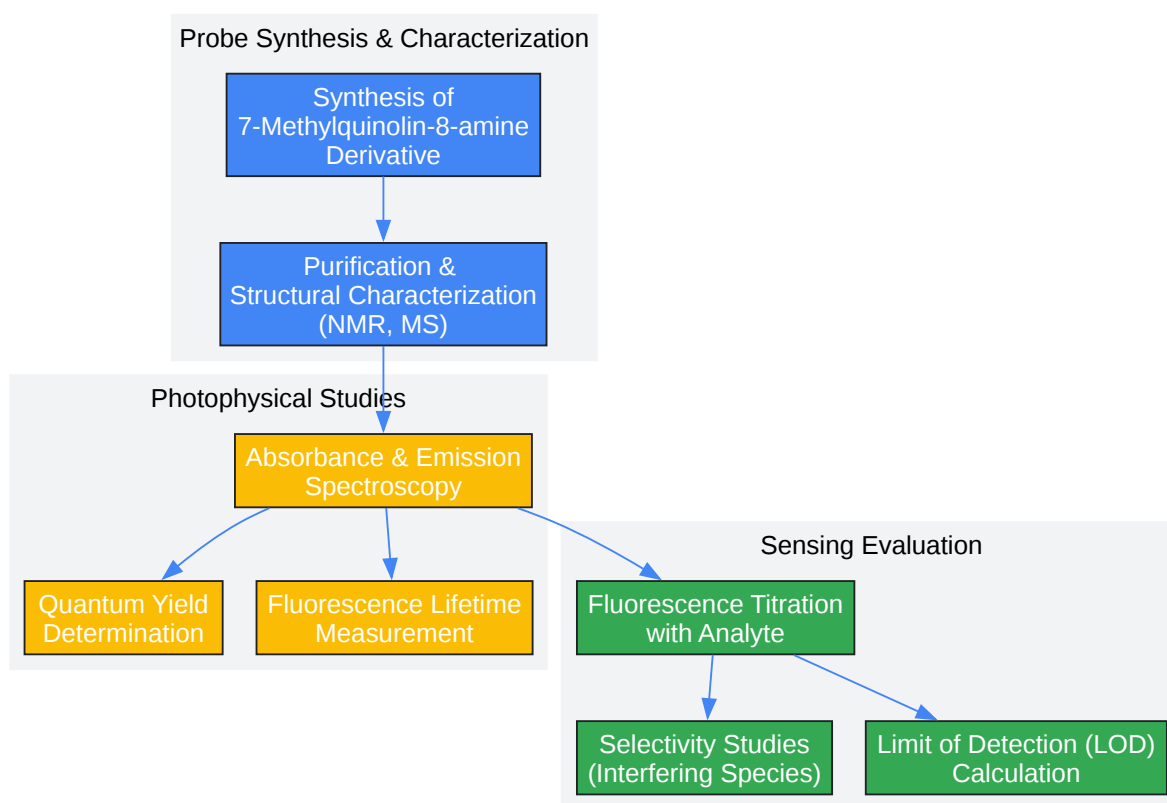 Probe Synthesis & Characterization
Synthesis of
7-Methylquinolin-8-amine
Derivative
Purification &
Structural Characterization
(NMR, MS)
Photophysical Studies
Absorbance & Emission
Spectroscopy
Quantum Yield
Determination
Fluorescence Lifetime
Measurement
Sensing Evaluation
Fluorescence Titration
with Analyte
Selectivity Studies
(Interfering Species)
Limit of Detection (LOD)
Calculation